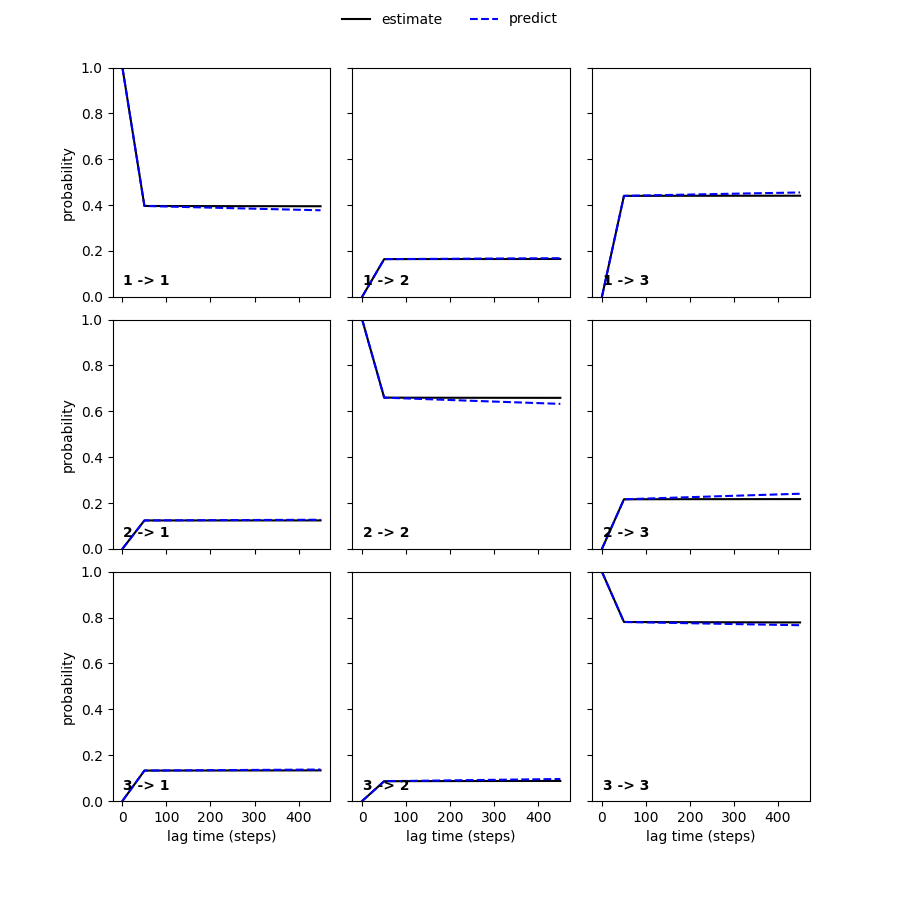 estimate predict
1.0
0.8
0.6
0.4
0.2
0.0
probability
1 -> 1
1 -> 2
1 -> 3
1.0
0.8
0.6
0.4
0.2
0.0
probability
2 -> 1
2 -> 2
2 -> 3
1.0
0.8
0.6
0.4
0.2
0.0
probability
3 -> 1
3 -> 2
3 -> 3
0 100 200 300 400
0 100 200 300 400
0 100 200 300 400
lag time (steps)
lag time (steps)
lag time (steps)